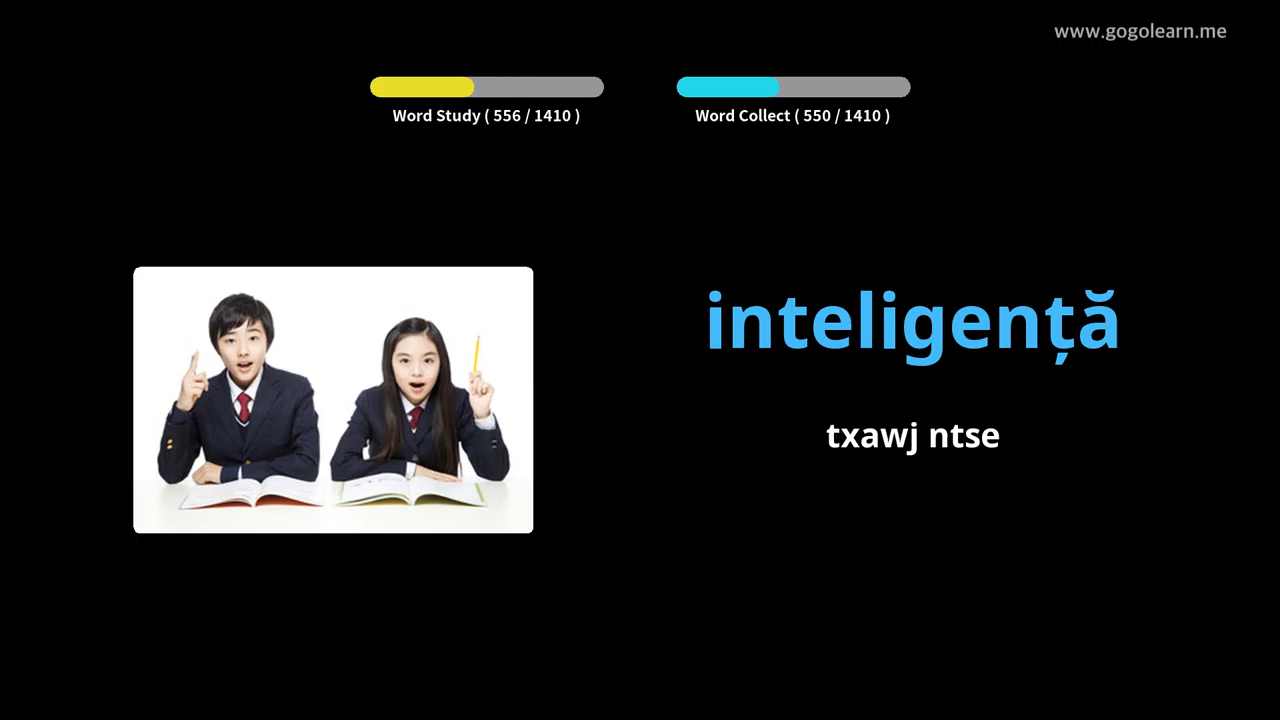 www.gogolearn.me
Word Study ( 556 / 1410 )
Word Collect ( 550 / 1410 )
inteligență
txawj ntse